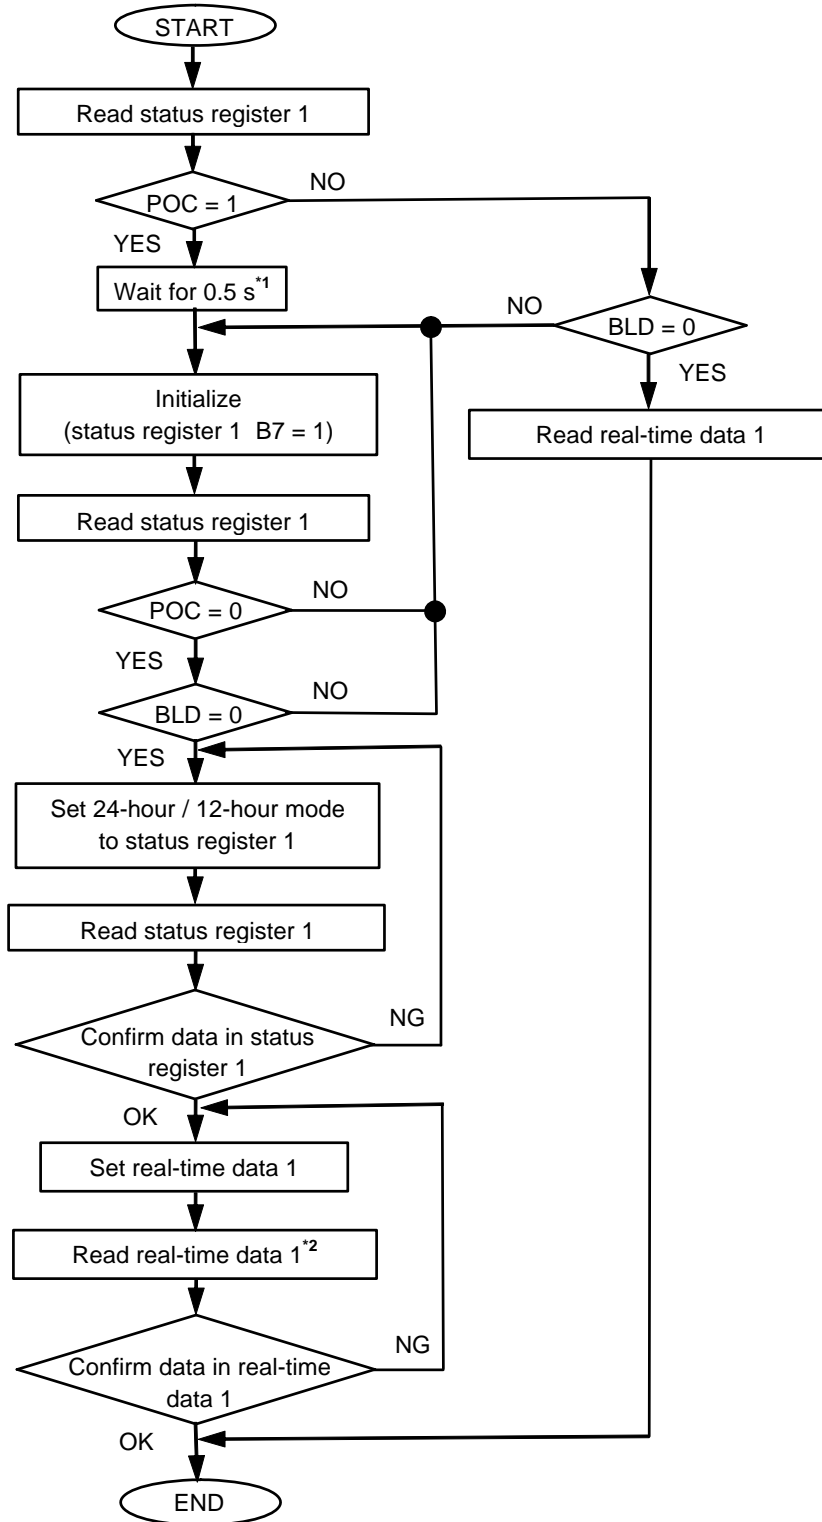 START
Read status register 1
POC = 1
NO
YES
Wait for 0.5 s*1
NO
BLD = 0
YES
Initialize
(status register 1  B7 = 1)
Read real-time data 1
Read status register 1
POC = 0
NO
YES
BLD = 0
NO
YES
Set 24-hour / 12-hour mode
to status register 1
Read status register 1
Confirm data in status
register 1
NG
OK
Set real-time data 1
Read real-time data 1*2
Confirm data in real-time
data 1
NG
OK
END